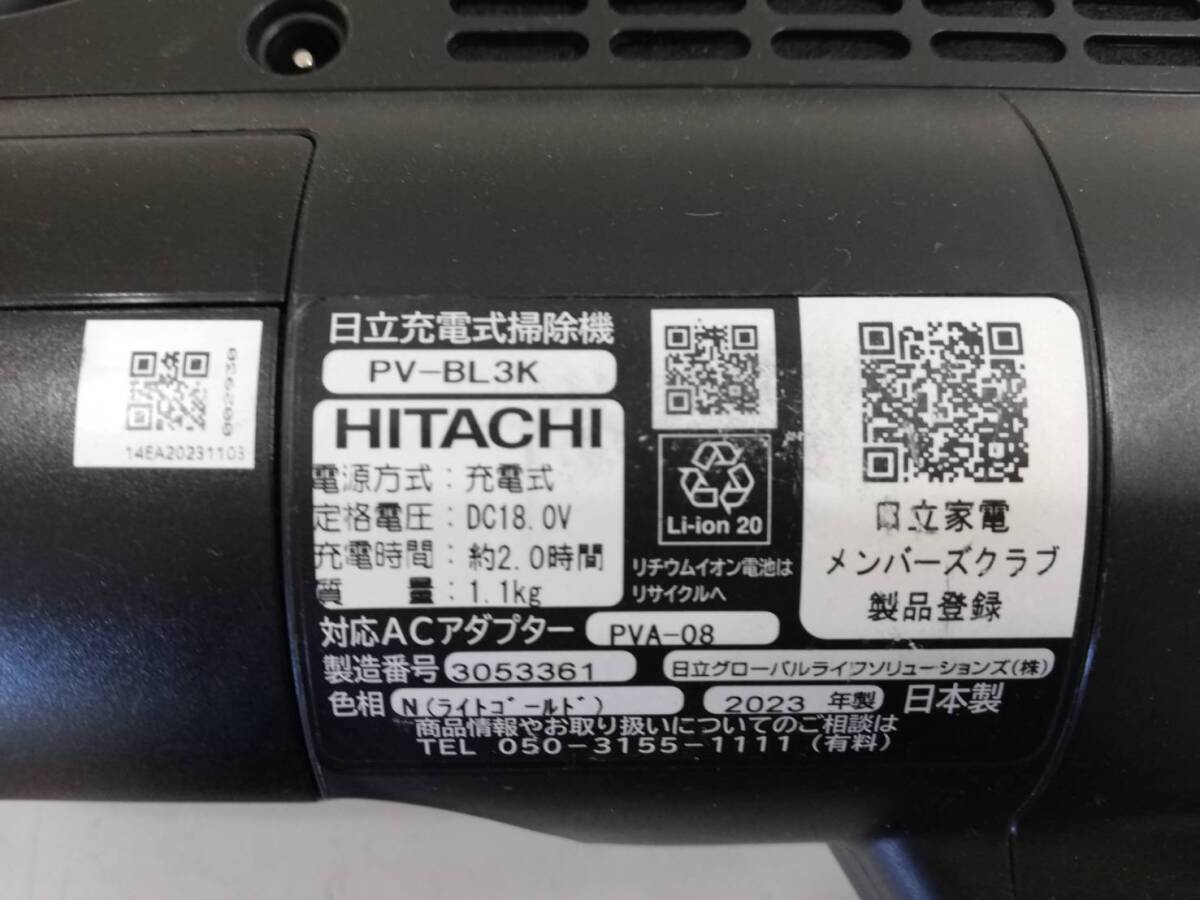 082930
14EA20231103
日立充電式掃除機
PV-BL3K
HITACHI
電源方式：充電式
定格電圧：DC18.0V
充電時間：約2.0時間
質　　量：1.1kg
Li-ion 20
リチウムイオン電池は
リサイクルへ
日立家電
メンバーズクラブ
製品登録
対応ACアダプター PVA-08
製造番号 3053361 日立グローバルライフソリューションズ(株)
色相 N(ライトゴールド) 2023 年製 日本製
商品情報やお取り扱いについてのご相談は
TEL 050-3155-1111 (有料)